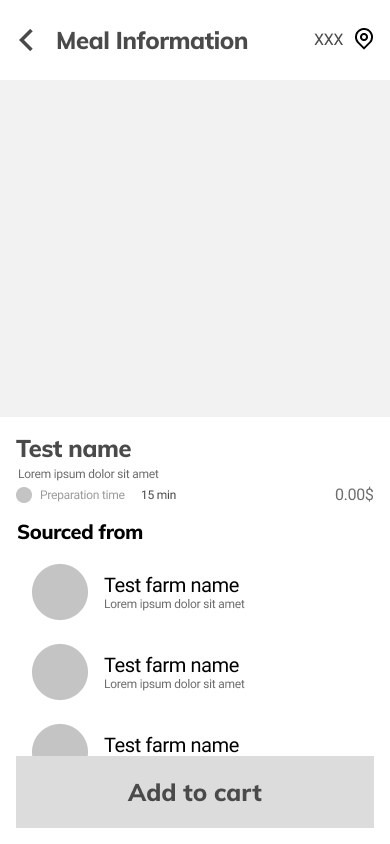 Meal Information
XXX
Test name
Lorem ipsum dolor sit amet
Preparation time 15 min
0.00$
Sourced from
Test farm name
Lorem ipsum dolor sit amet
Test farm name
Lorem ipsum dolor sit amet
Test farm name
Add to cart